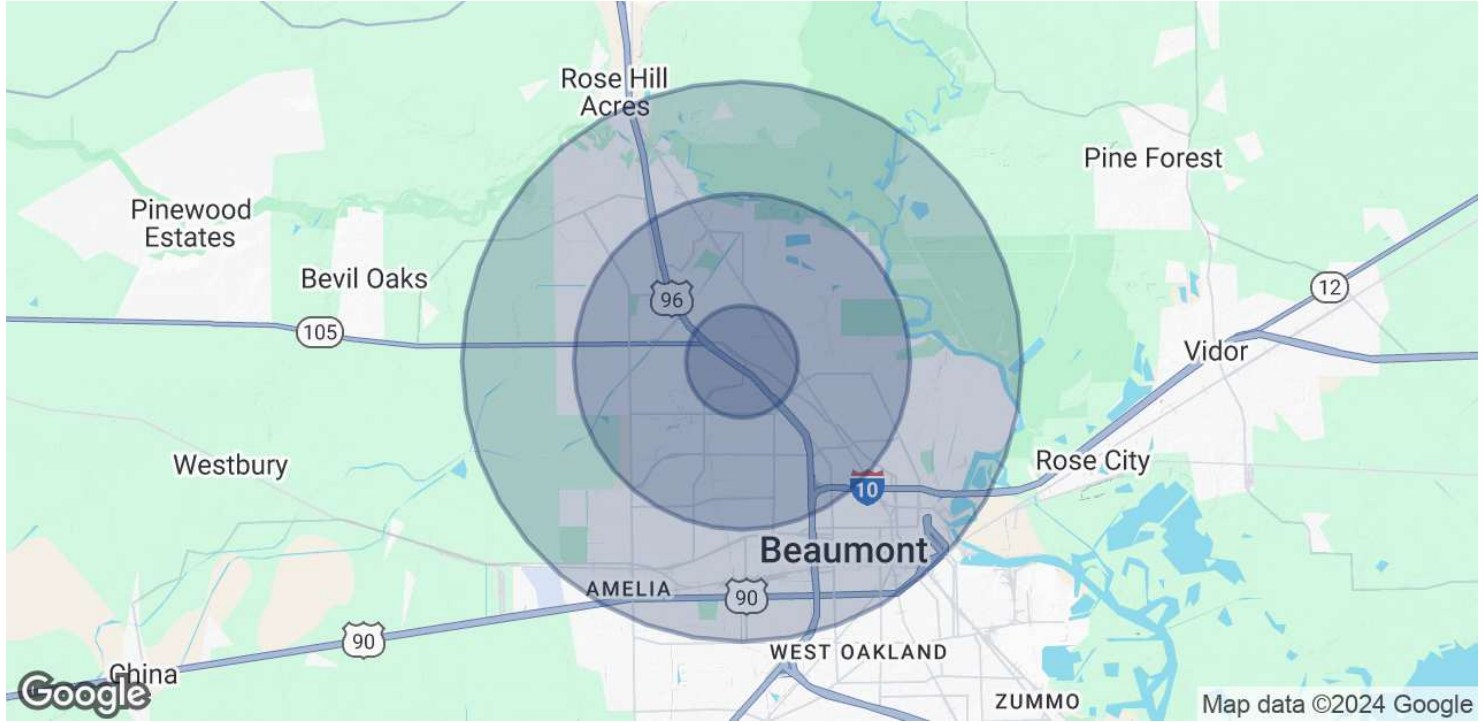 Rose Hill
Acres
Pine Forest
Pinewood
Estates
Bevil Oaks
96
12
105
Vidor
Westbury
Rose City
10
Beaumont
AMELIA
90
90
WEST OAKLAND
China
ZUMMO
Google
Map data ©2024 Google